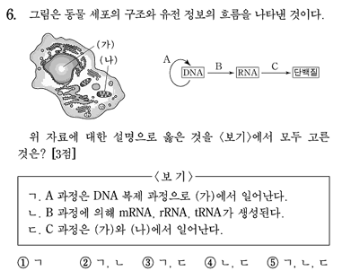 6. 그림은 동물 세포의 구조와 유전 정보의 흐름을 나타낸 것이다.
(가)
(나)
A
DNA B RNA C 단백질
위 자료에 대한 설명으로 옳은 것을 <보기>에서 모두 고른
것은? [3점]
<보 기>
ㄱ. A 과정은 DNA 복제 과정으로 (가)에서 일어난다.
ㄴ. B 과정에 의해 mRNA, rRNA, tRNA가 생성된다.
ㄷ. C 과정은 (가)와 (나)에서 일어난다.
① ㄱ ② ㄱ, ㄴ ③ ㄱ, ㄷ ④ ㄴ, ㄷ ⑤ ㄱ, ㄴ, ㄷ